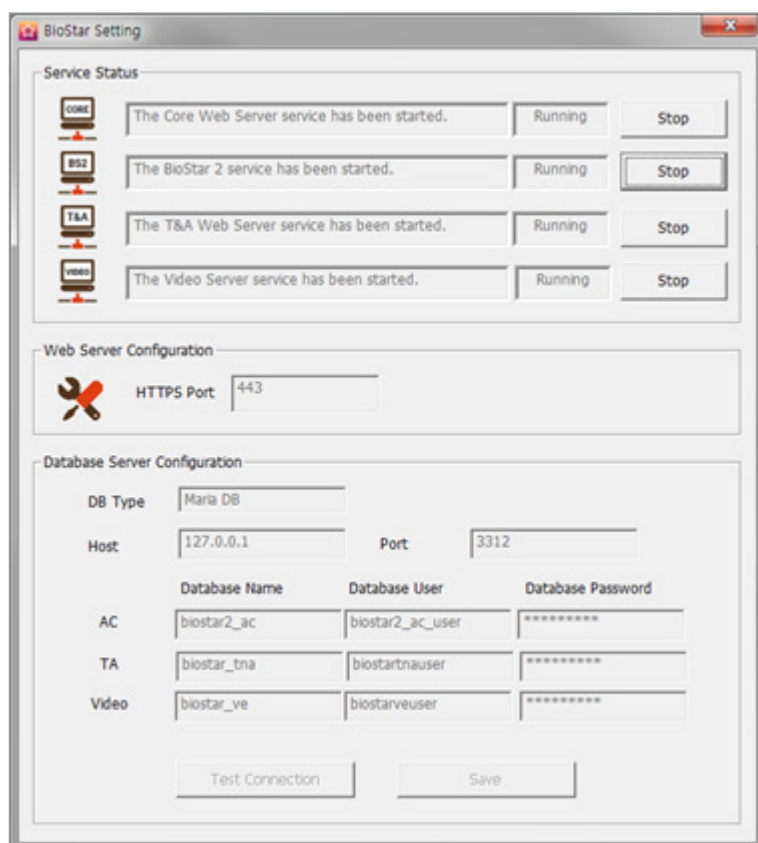 BioStar Setting
Service Status
CORE
The Core Web Server service has been started. Running Stop
BS2
The BioStar 2 service has been started. Running Stop
T&A
The T&A Web Server service has been started. Running Stop
VIDEO
The Video Server service has been started. Running Stop
Web Server Configuration
HTTPS Port 443
Database Server Configuration
DB Type Maria DB
Host 127.0.0.1 Port 3312
Database Name Database User Database Password
AC biostar2_ac biostar2_ac_user *********
TA biostar_tna biostartnauser *********
Video biostar_ve biostarveuser *********
Test Connection Save